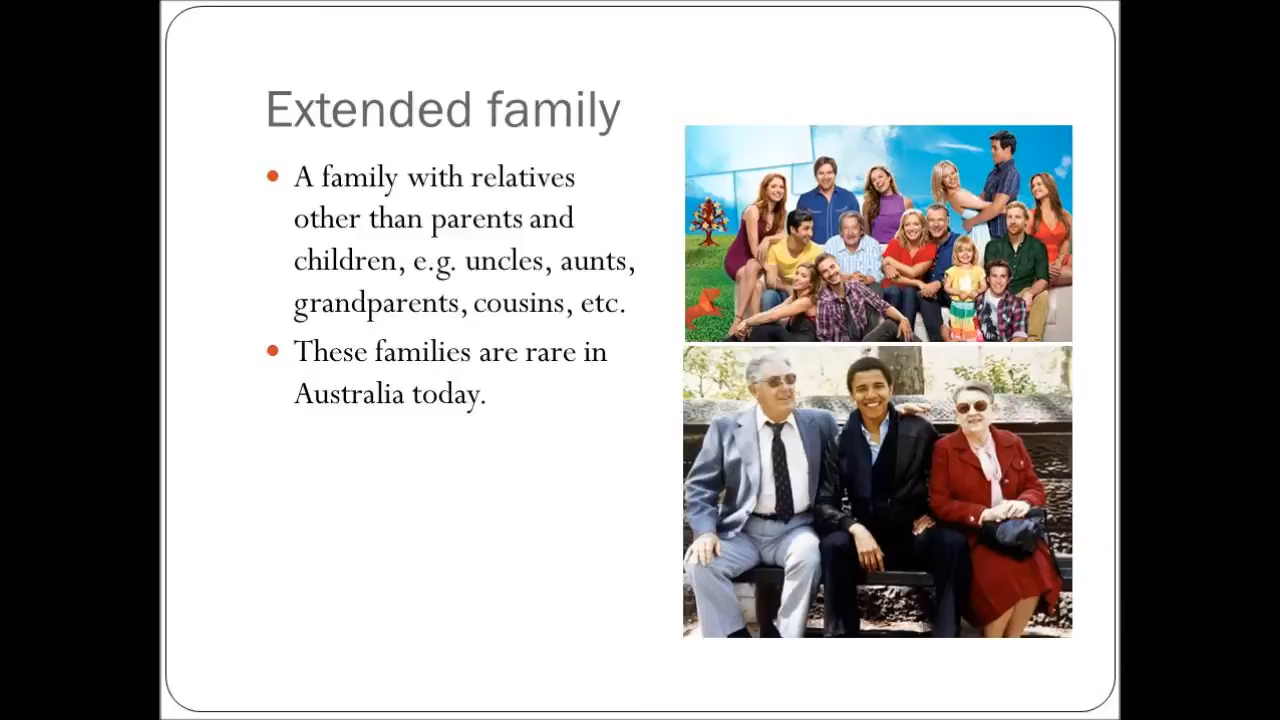 Extended family
• A family with relatives
other than parents and
children, e.g. uncles, aunts,
grandparents, cousins, etc.
• These families are rare in
Australia today.